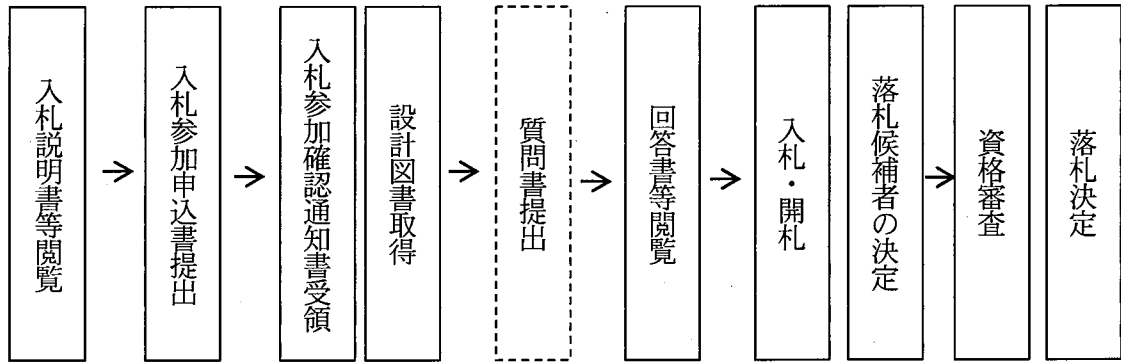 入札説明書等閲覧
入札参加申込書提出
入札参加確認通知書受領
設計図書取得
質問書提出
回答書等閲覧
入札・開札
落札候補者の決定
資格審査
落札決定